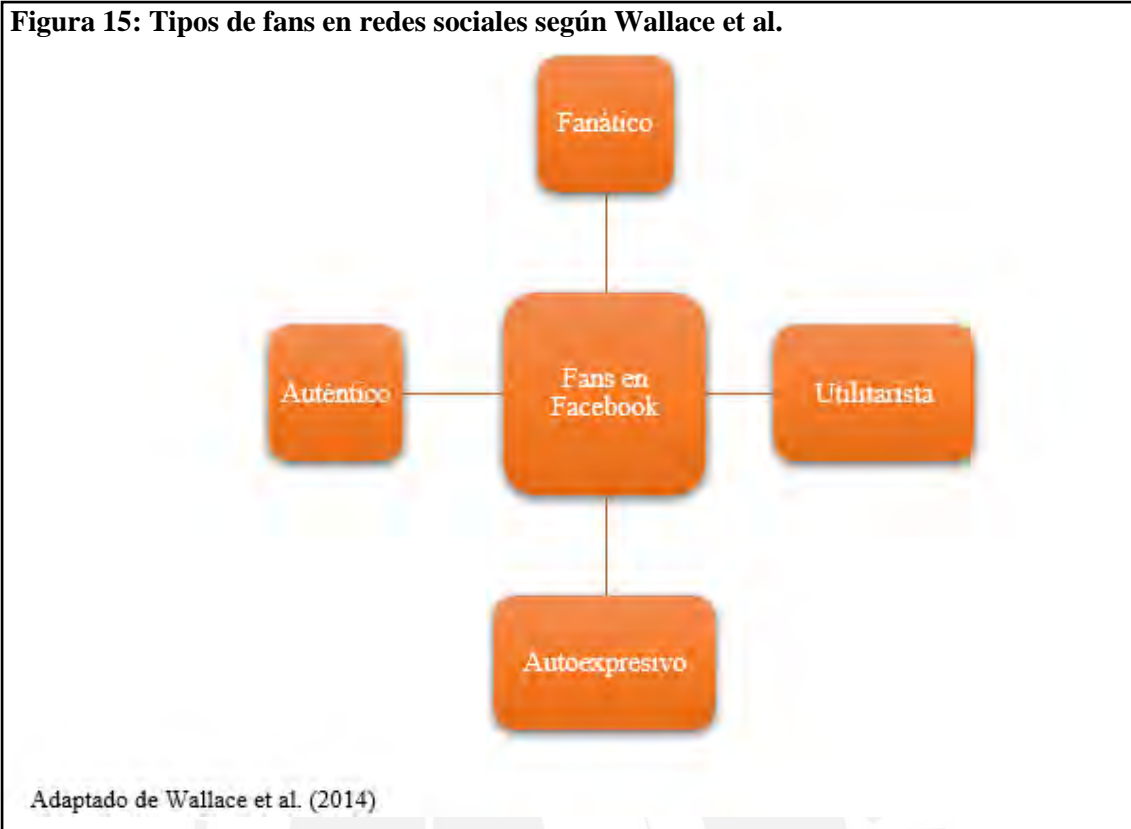 Figura 15: Tipos de fans en redes sociales según Wallace et al.
Fanático
Auténtico
Fans en
Facebook
Utilitarista
Autoexpresivo
Adaptado de Wallace et al. (2014)